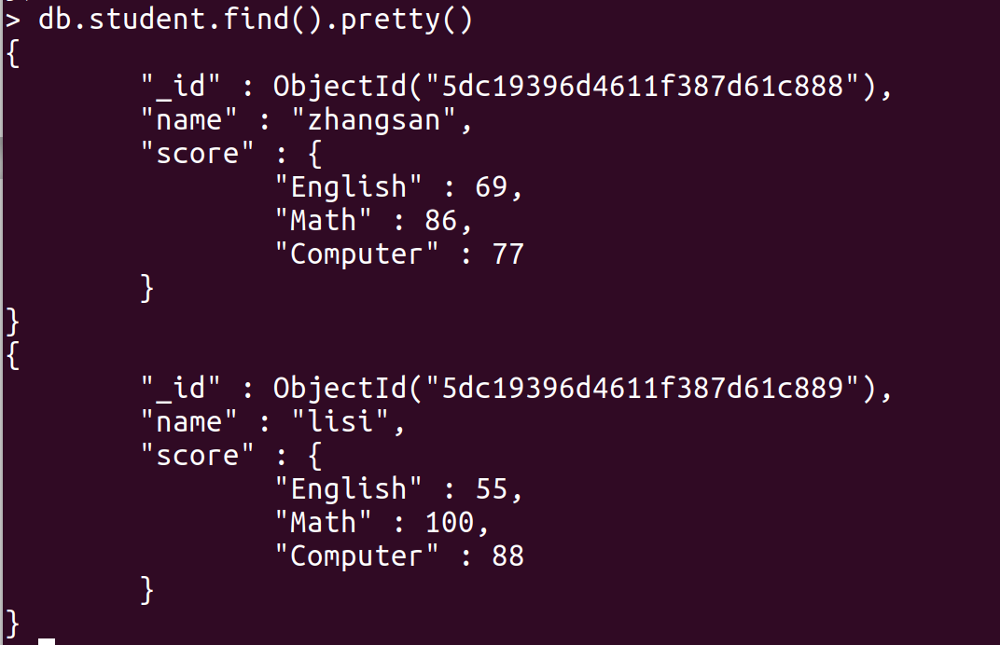 > db.student.find().pretty()
{
        "_id" : ObjectId("5dc19396d4611f387d61c888"),
        "name" : "zhangsan",
        "score" : {
                "English" : 69,
                "Math" : 86,
                "Computer" : 77
        }
}
{
        "_id" : ObjectId("5dc19396d4611f387d61c889"),
        "name" : "lisi",
        "score" : {
                "English" : 55,
                "Math" : 100,
                "Computer" : 88
        }
}